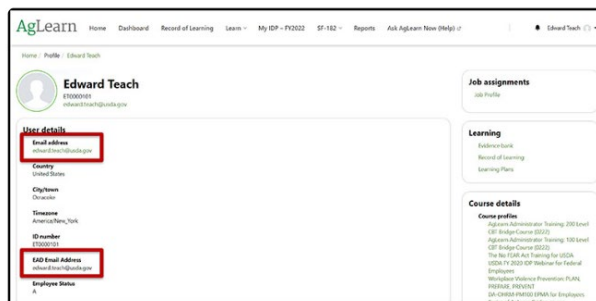 AgLearn
Home Dashboard Record of Learning Learn My IDP - FY2022 SF-182 Reports Ask AgLearn Now (Help) Edward Teach
Home / Profile / Edward Teach
Edward Teach
ET0000101
edward.teach@usda.gov
User details
Email address
edward.teach@usda.gov
Country
United States
City/town
Ocracoke
Timezone
America/New_York
ID number
ET0000101
EAD Email Address
edward.teach@usda.gov
Employee Status
A
Job assignments
Job Profile
Learning
Evidence bank
Record of Learning
Learning Plans
Course details
Course profiles
AgLearn Administrator Training: 200 Level
CBT Bridge Course (0222)
AgLearn Administrator Training: 100 Level
CBT Bridge Course (0222)
The No FEAR Act Training for USDA
USDA FY 2020 IDP Webinar for Federal
Employees
Workplace Violence Prevention: PLAN,
PREPARE, PREVENT
DA-OHRM-PM100 EPMA for Employees